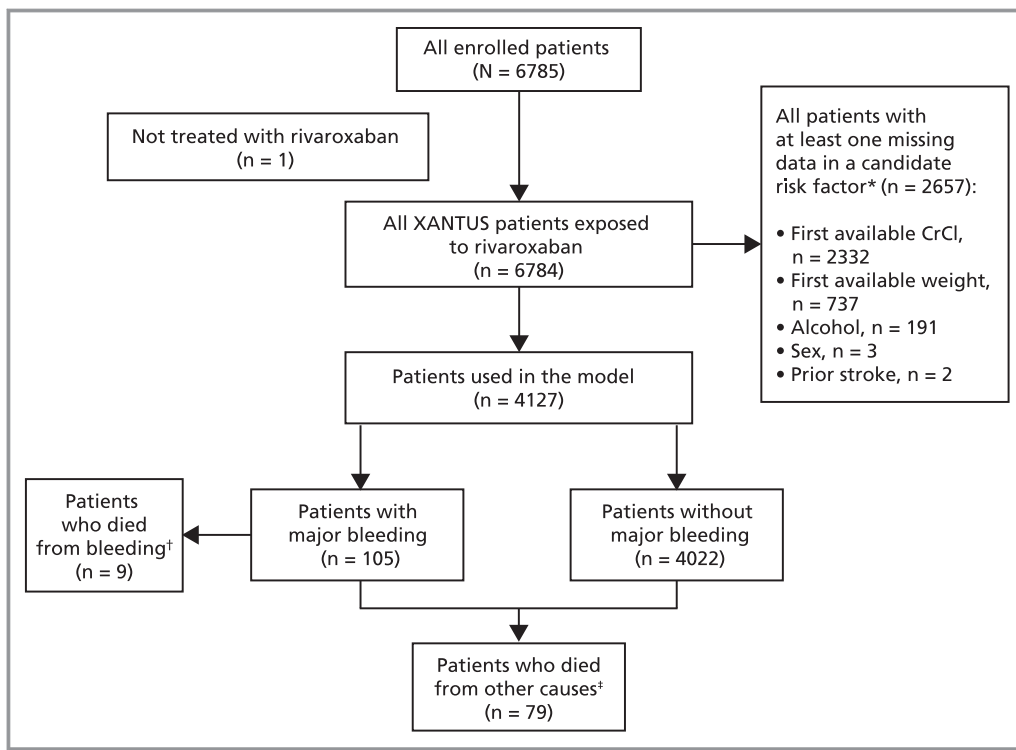 All enrolled patients
(N = 6785)
Not treated with rivaroxaban
(n = 1)
All patients with
at least one missing
data in a candidate
risk factor* (n = 2657):
• First available CrCl,
n = 2332
• First available weight,
n = 737
• Alcohol, n = 191
• Sex, n = 3
• Prior stroke, n = 2
All XANTUS patients exposed
to rivaroxaban
(n = 6784)
Patients used in the model
(n = 4127)
Patients
who died
from bleeding†
(n = 9)
Patients with
major bleeding
(n = 105)
Patients without
major bleeding
(n = 4022)
Patients who died
from other causes‡
(n = 79)